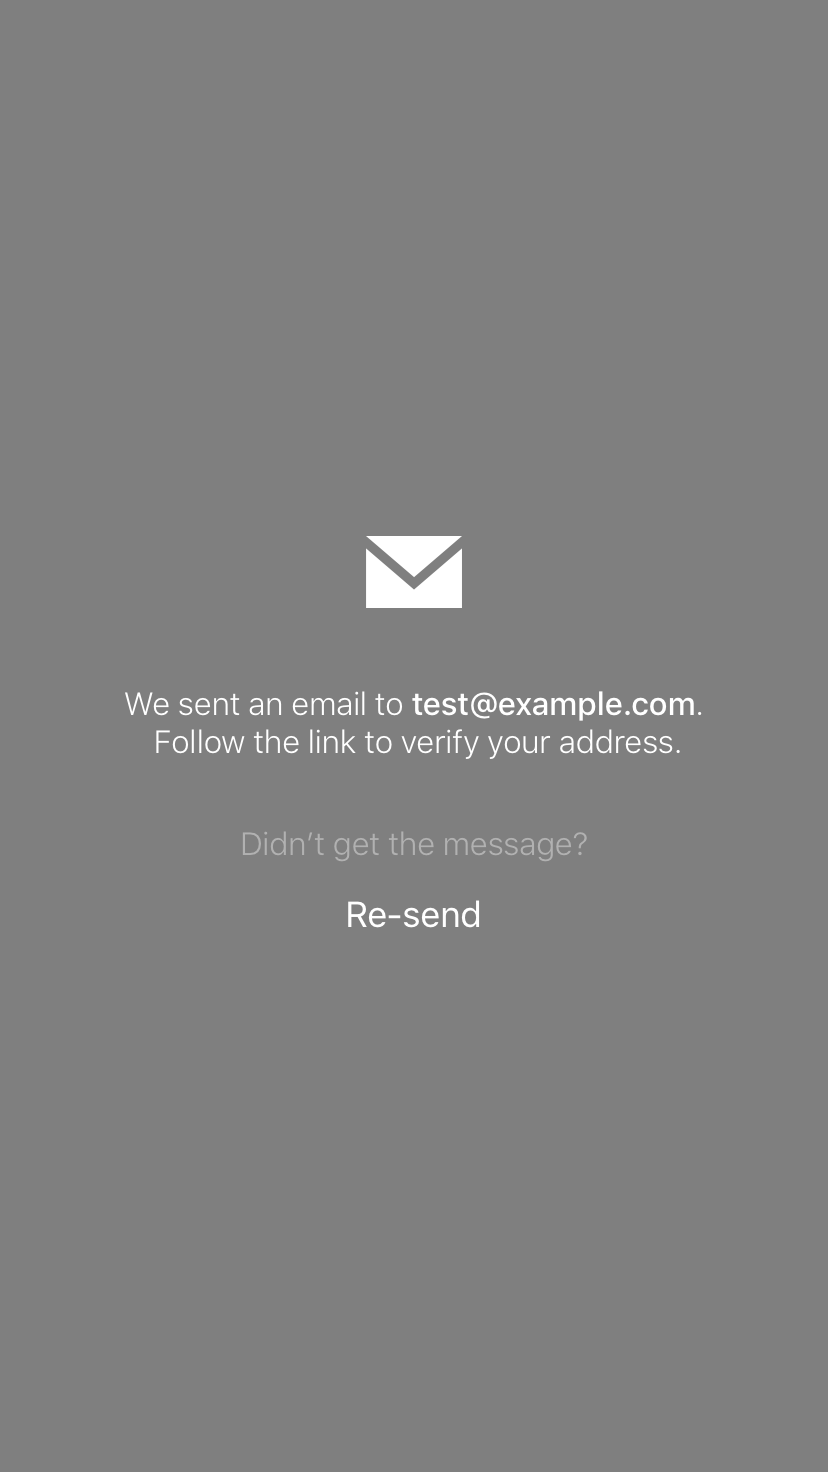 We sent an email to test@example.com.
Follow the link to verify your address.
Didn’t get the message?
Re-send